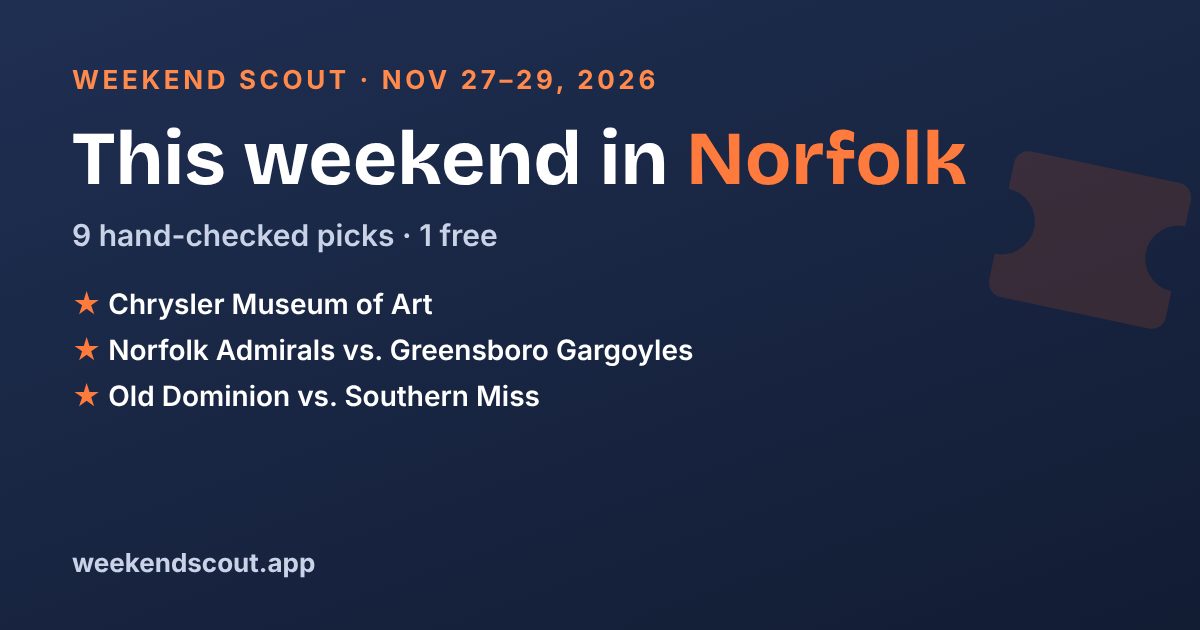 WEEKEND SCOUT · NOV 27–29, 2026
This weekend in Norfolk
9 hand-checked picks · 1 free
★ Chrysler Museum of Art
★ Norfolk Admirals vs. Greensboro Gargoyles
★ Old Dominion vs. Southern Miss
weekendscout.app